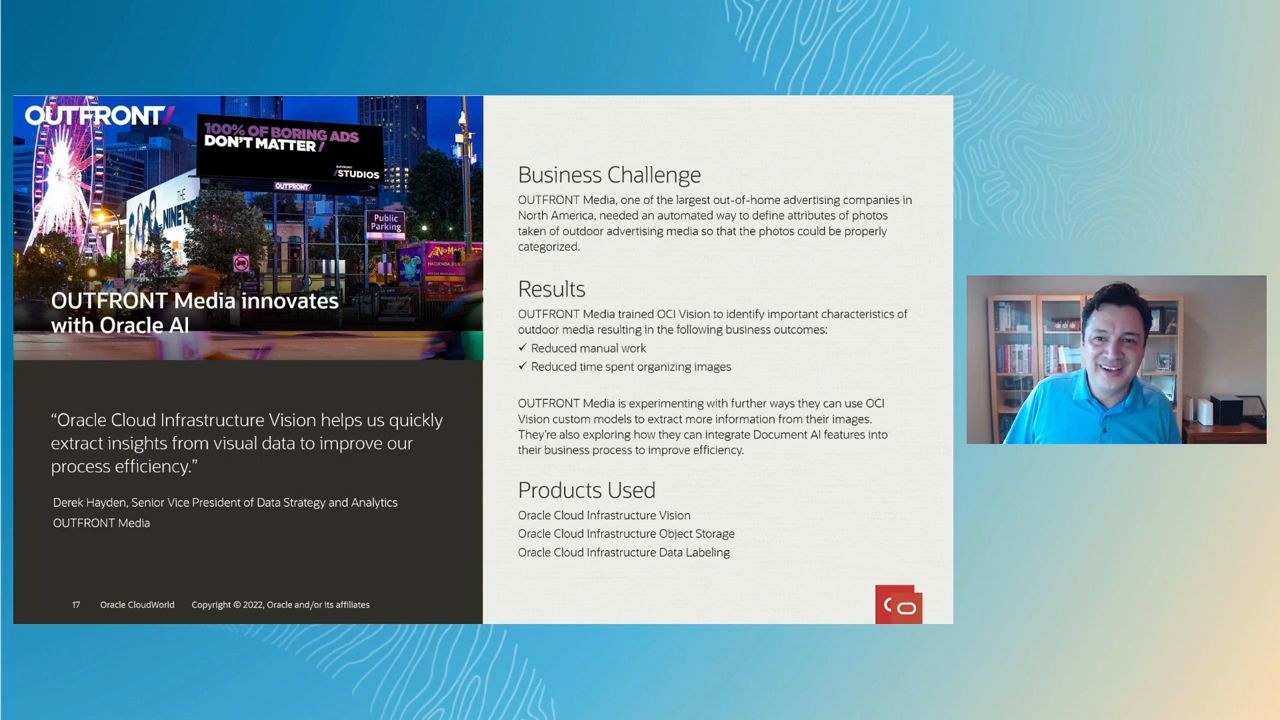 OUTFRONT/
100% OF BORING ADS
DON'T MATTER/
OUTFRONT/
/STUDIOS
OUTFRONT/
THE
NINE
Public
Parking
OUTFRONT Media innovates
with Oracle AI
“Oracle Cloud Infrastructure Vision helps us quickly
extract insights from visual data to improve our
process efficiency.”
Derek Hayden, Senior Vice President of Data Strategy and Analytics
OUTFRONT Media
17 Oracle CloudWorld Copyright © 2022, Oracle and/or its affiliates
Business Challenge
OUTFRONT Media, one of the largest out-of-home advertising companies in
North America, needed an automated way to define attributes of photos
taken of outdoor advertising media so that the photos could be properly
categorized.
Results
OUTFRONT Media trained OCI Vision to identify important characteristics of
outdoor media resulting in the following business outcomes:
✓ Reduced manual work
✓ Reduced time spent organizing images
OUTFRONT Media is experimenting with further ways they can use OCI
Vision custom models to extract more information from their images.
They're also exploring how they can integrate Document AI features into
their business process to improve efficiency.
Products Used
Oracle Cloud Infrastructure Vision
Oracle Cloud Infrastructure Object Storage
Oracle Cloud Infrastructure Data Labeling